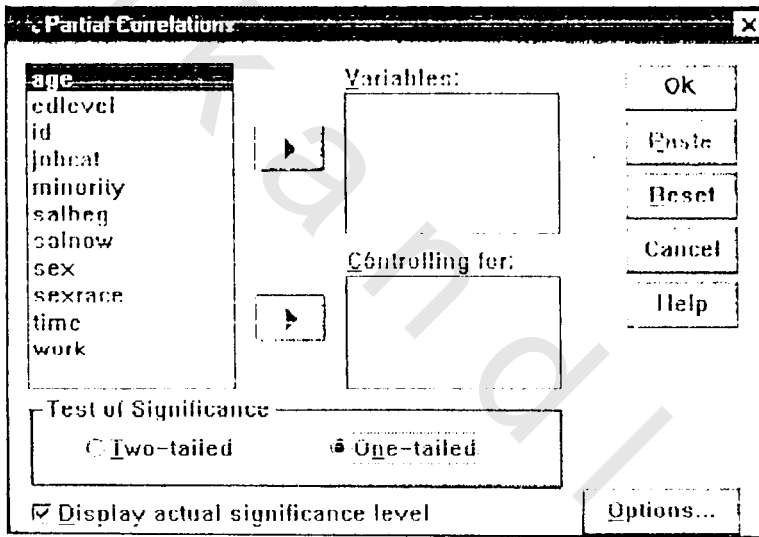 Partial Correlations
age
edlevel
id
jobcat
minority
salbeg
salnow
sex
sexrace
time
work
Variables:
Controlling for:
Ok
Paste
Reset
Cancel
Help
Test of Significance
Two-tailed
One-tailed
Display actual significance level
Options...